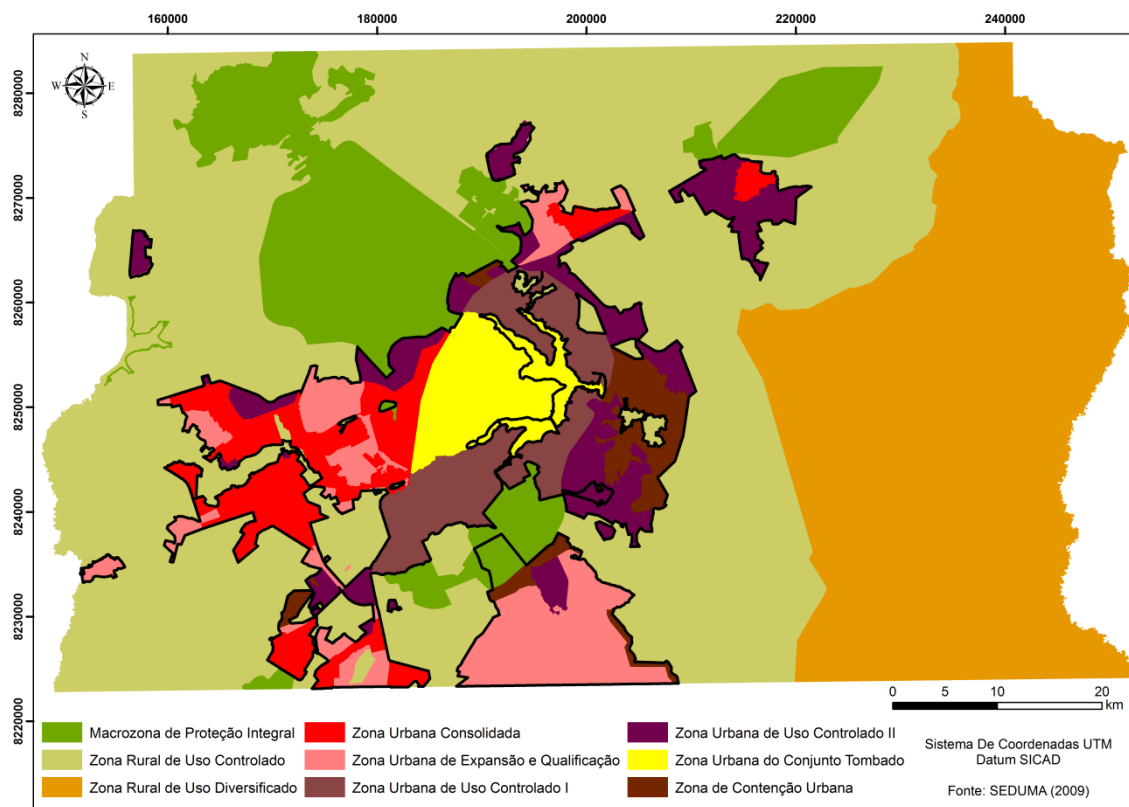 160000 180000 200000 220000 240000
N
W E
S
8280000
8270000
8260000
8250000
8240000
8230000
8220000
0 5 10 20
km
Macrozona de Proteção Integral
Zona Rural de Uso Controlado
Zona Rural de Uso Diversificado
Zona Urbana Consolidada
Zona Urbana de Expansão e Qualificação
Zona Urbana de Uso Controlado I
Zona Urbana de Uso Controlado II
Zona Urbana do Conjunto Tombado
Zona de Contenção Urbana
Sistema De Coordenadas UTM
Datum SICAD
Fonte: SEDUMA (2009)